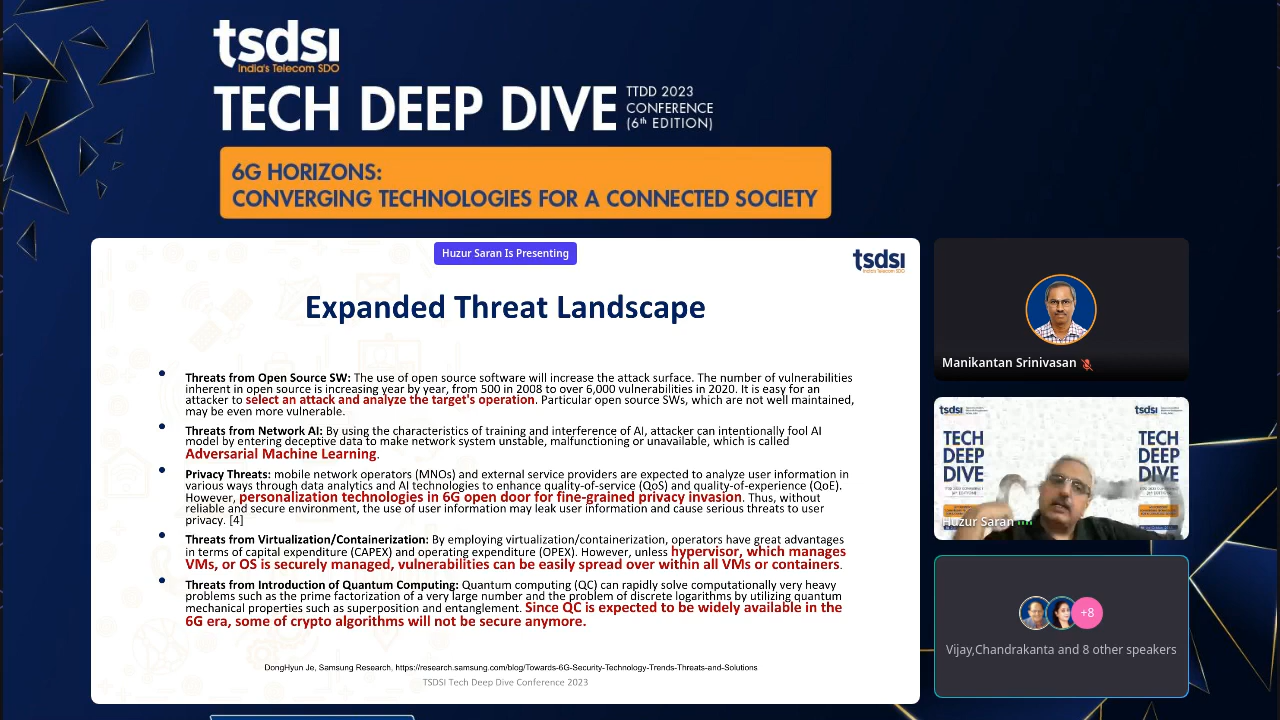 tsdsi
India's Telecom SDO
TECH DEEP DIVE
TTDD 2023
CONFERENCE
(6th EDITION)
6G HORIZONS:
CONVERGING TECHNOLOGIES FOR A CONNECTED SOCIETY
Huzur Saran Is Presenting
tsdsi
India's Telecom SDO
Expanded Threat Landscape
• Threats from Open Source SW: The use of open source software will increase the attack surface. The number of vulnerabilities
inherent in open source is increasing year by year, from 500 in 2008 to over 6,000 vulnerabilities in 2020. It is easy for an
attacker to select an attack and analyze the target's operation. Particular open source SWs, which are not well maintained,
may be even more vulnerable.
• Threats from Network AI: By using the characteristics of training and interference of AI, attacker can intentionally fool AI
model by entering deceptive data to make network system unstable, malfunctioning or unavailable, which is called
Adversarial Machine Learning.
• Privacy Threats: mobile network operators (MNOs) and external service providers are expected to analyze user information in
various ways through data analytics and AI technologies to enhance quality-of-service (QoS) and quality-of-experience (QoE).
However, personalization technologies in 6G open door for fine-grained privacy invasion. Thus, without
reliable and secure environment, the use of user information may leak user information and cause serious threats to user
privacy. [4]
• Threats from Virtualization/Containerization: By employing virtualization/containerization, operators have great advantages
in terms of capital expenditure (CAPEX) and operating expenditure (OPEX). However, unless hypervisor, which manages
VMs, or OS is securely managed, vulnerabilities can be easily spread over within all VMs or containers.
• Threats from Introduction of Quantum Computing: Quantum computing (QC) can rapidly solve computationally very heavy
problems such as the prime factorization of a very large number and the problem of discrete logarithms by utilizing quantum
mechanical properties such as superposition and entanglement. Since QC is expected to be widely available in the
6G era, some of crypto algorithms will not be secure anymore.
DongHyun Je, Samsung Research, https://research.samsung.com/blog/Towards-6G-Security-Technology-Trends-Threats-and-Solutions
TSDSI Tech Deep Dive Conference 2023
Manikantan Srinivasan
tsdsi
tsdsi
TECH
DEEP
DIVE
TECH
DEEP
DIVE
Huzur Saran
+8
Vijay,Chandrakanta and 8 other speakers